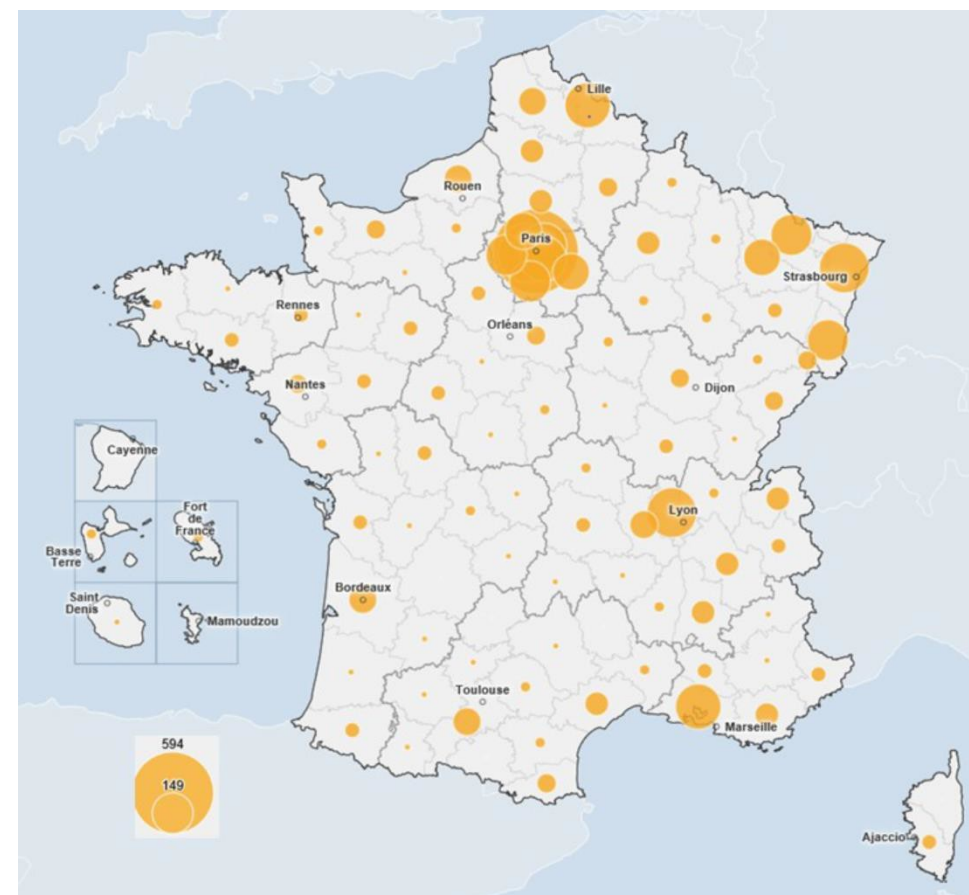 Lille
Rouen
Paris
Strasbourg
Rennes
Orléans
Nantes
Dijon
Cayenne
Fort
de
France
Basse
Terre
Lyon
Saint
Denis
Mamoudzou
Bordeaux
Toulouse
Marseille
594
149
Ajaccio